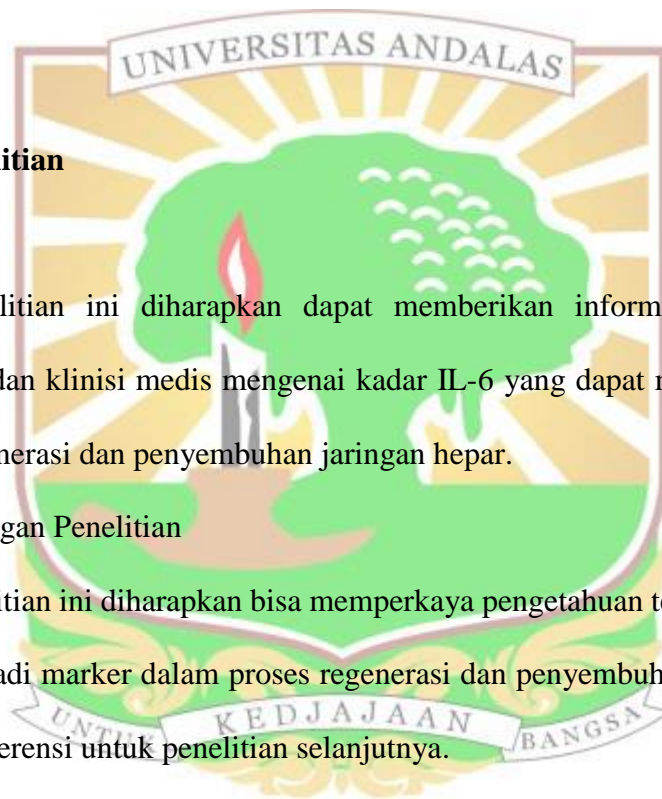 UNIVERSITAS ANDALAS
litian
litian ini diharapkan dapat memberikan inform
dan klinisi medis mengenai kadar IL-6 yang dapat
nerasi dan penyembuhan jaringan hepar.
gan Penelitian
itian ini diharapkan bisa memperkaya pengetahuan te
adi marker dalam proses regenerasi dan penyembuh
erensi untuk penelitian selanjutnya.
UNTUK KEDJAJAAN BANGSA